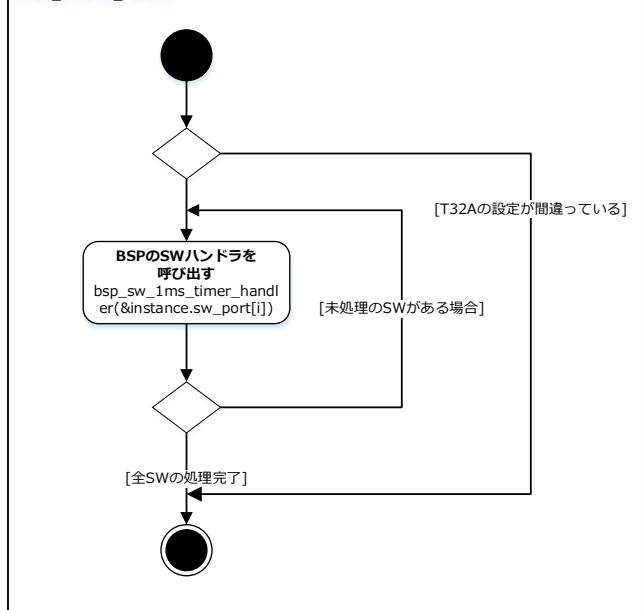 [T32Aの設定が間違っている]
BSPのSWハンドラを
呼び出す
bsp_sw_1ms_timer_handl
er(&instance.sw_port[i])
[未処理のSWがある場合]
[全SWの処理完了]